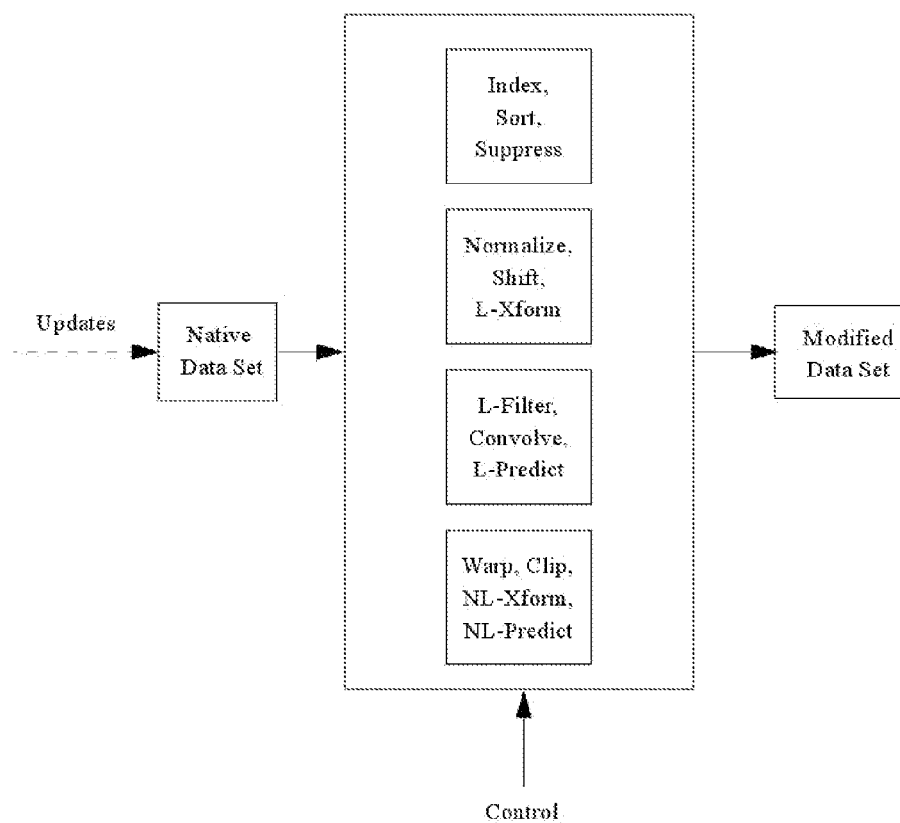 Index,
Sort,
Suppress
Normalize,
Shift,
L-Xform
Updates
Native
Data Set
Modified
Data Set
L-Filter,
Convolve,
L-Predict
Warp, Clip,
NL-Xform,
NL-Predict
Control